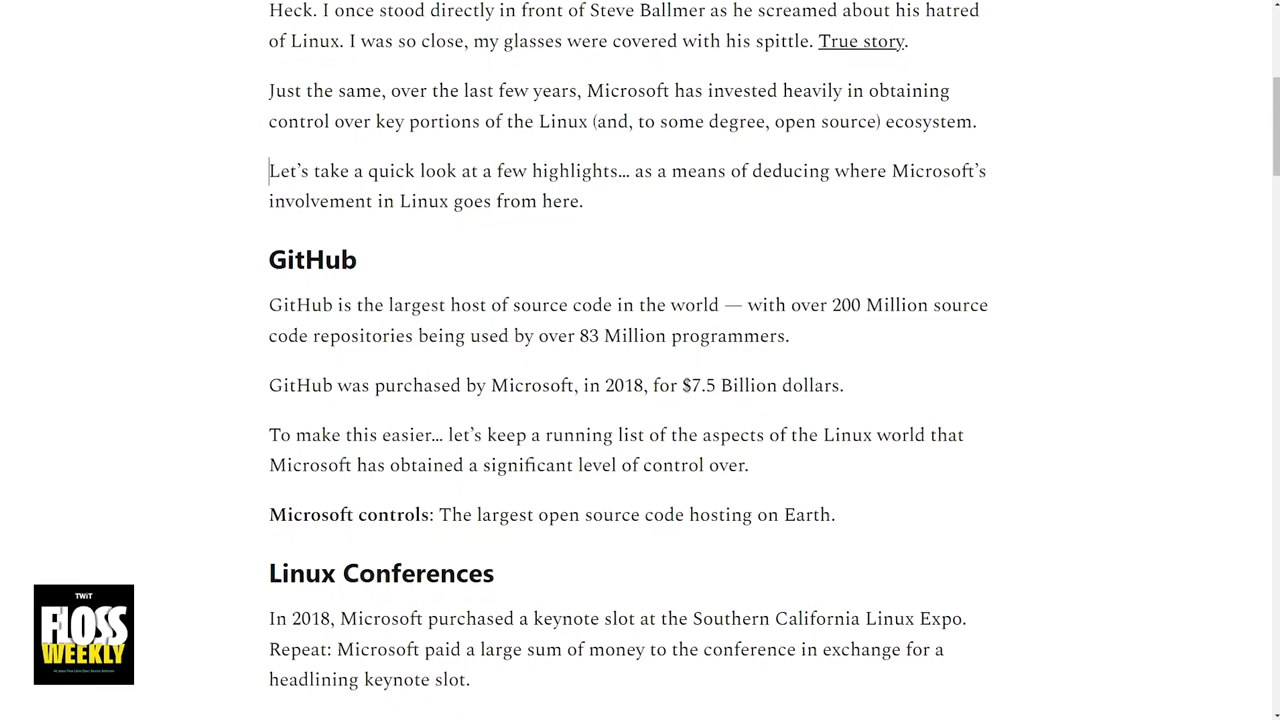 Heck. I once stood directly in front of Steve Ballmer as he screamed about his hatred
of Linux. I was so close, my glasses were covered with his spittle. True story.
Just the same, over the last few years, Microsoft has invested heavily in obtaining
control over key portions of the Linux (and, to some degree, open source) ecosystem.
Let’s take a quick look at a few highlights… as a means of deducing where Microsoft’s
involvement in Linux goes from here.
GitHub
GitHub is the largest host of source code in the world — with over 200 Million source
code repositories being used by over 83 Million programmers.
GitHub was purchased by Microsoft, in 2018, for $7.5 Billion dollars.
To make this easier… let’s keep a running list of the aspects of the Linux world that
Microsoft has obtained a significant level of control over.
Microsoft controls: The largest open source code hosting on Earth.
Linux Conferences
In 2018, Microsoft purchased a keynote slot at the Southern California Linux Expo.
Repeat: Microsoft paid a large sum of money to the conference in exchange for a
headlining keynote slot.
TWiT
FLOSS
WEEKLY